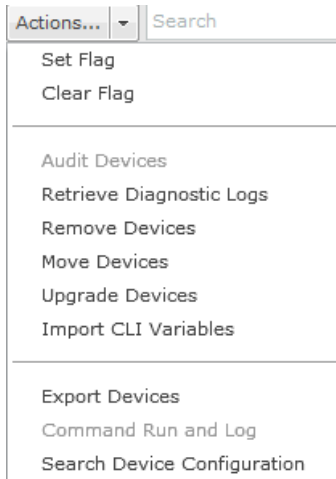 Actions... Search
Set Flag
Clear Flag
Audit Devices
Retrieve Diagnostic Logs
Remove Devices
Move Devices
Upgrade Devices
Import CLI Variables
Export Devices
Command Run and Log
Search Device Configuration